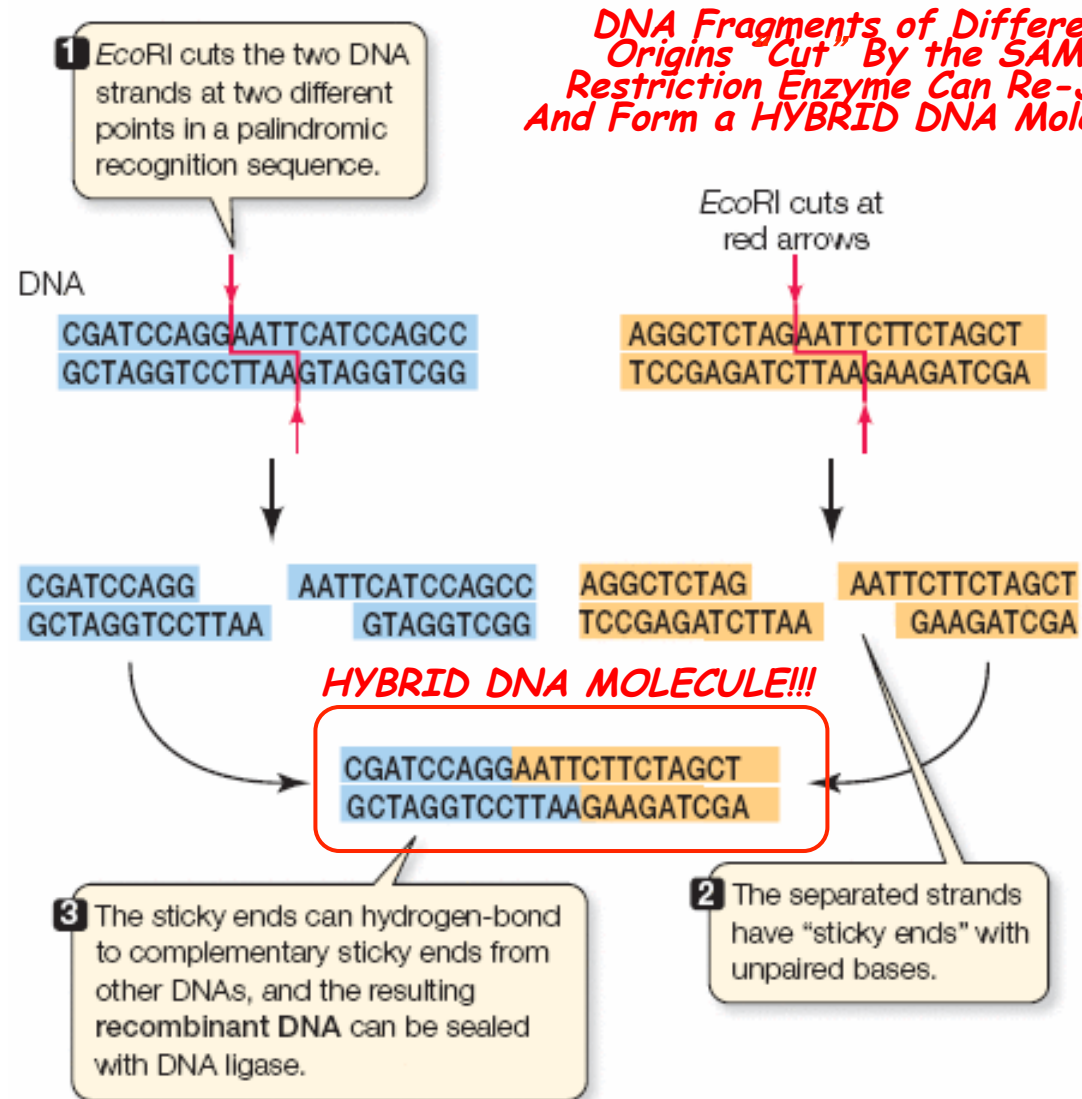 DNA Fragments of Differe
Origins "Cut" By the SAM
Restriction Enzyme Can Re-
And Form a HYBRID DNA Mol
1 EcoRI cuts the two DNA
strands at two different
points in a palindromic
recognition sequence.
EcoRI cuts at
red arrows
DNA
CGATCCAGGAATTCATCCAGCC
GCTAGGTCCTTAAGTAGGTCGG
AGGCTCTAGAATTCTTCTAGCT
TCCGAGATCTTAAGAAGATCGA
CGATCCAGG
GCTAGGTCCTTAA
AATTCATCCAGCC
GTAGGTCGG
AGGCTCTAG
TCCGAGATCTTAA
AATTCTTCTAGCT
GAAGATCGA
HYBRID DNA MOLECULE!!!
CGATCCAGGAATTCTTCTAGCT
GCTAGGTCCTTAAGAAGATCGA
2 The separated strands
have "sticky ends" with
unpaired bases.
3 The sticky ends can hydrogen-bond
to complementary sticky ends from
other DNAs, and the resulting
recombinant DNA can be sealed
with DNA ligase.